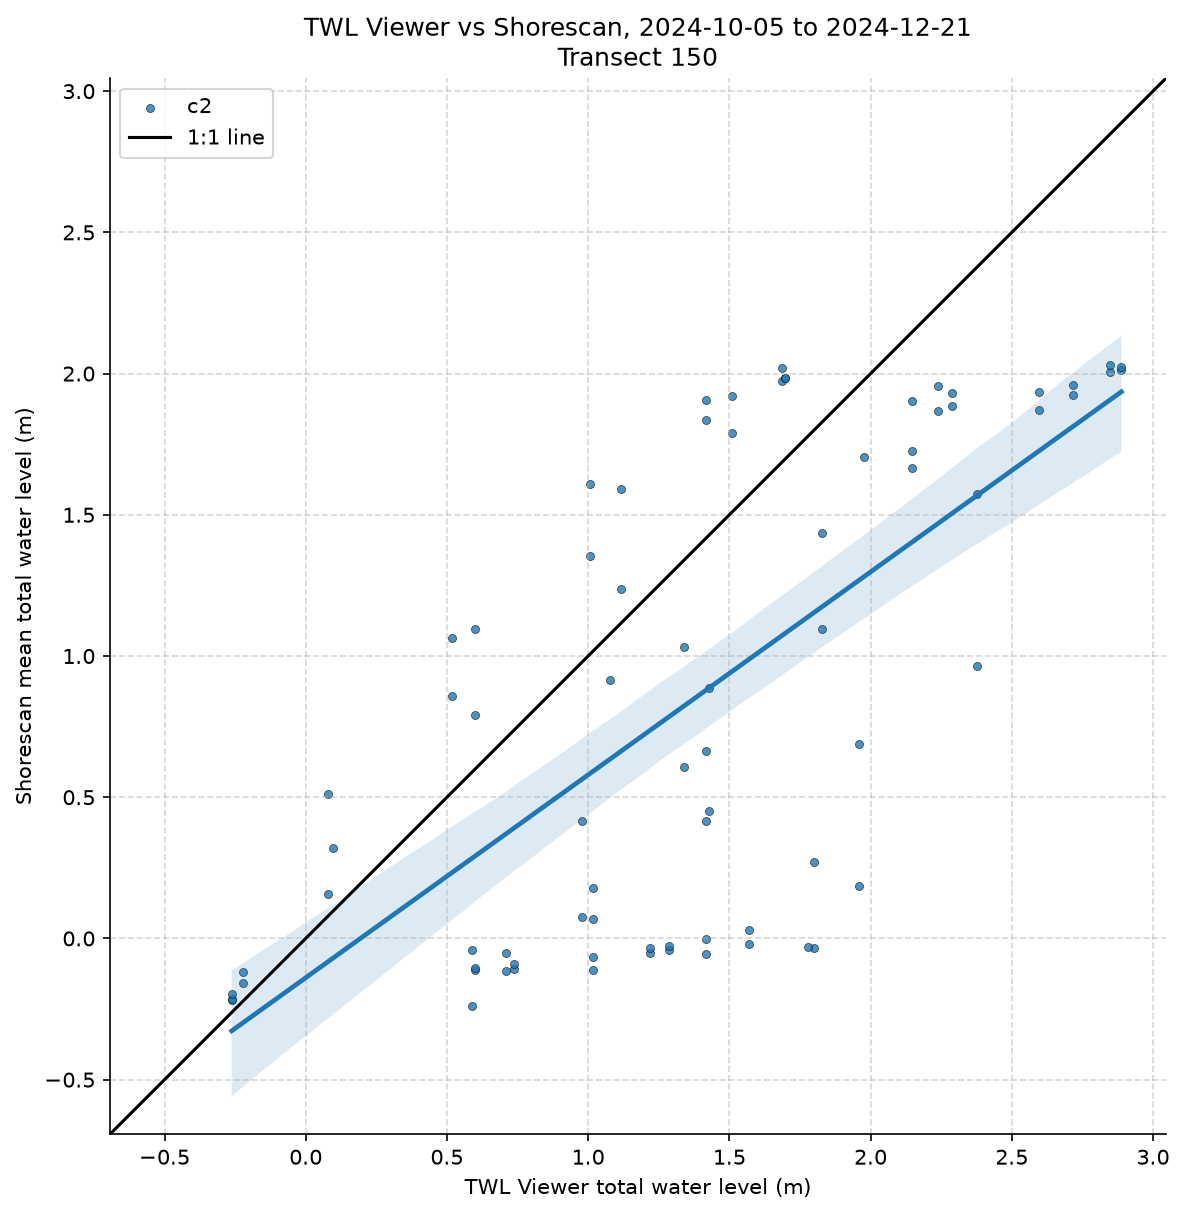 TWL Viewer vs Shorescan, 2024-10-05 to 2024-12-21
Transect 150
c2
1:1 line
Shorescan mean total water level (m)
3.0
2.5
2.0
1.5
1.0
0.5
0.0
−0.5
−0.5
0.0
0.5
1.0
1.5
2.0
2.5
3.0
TWL Viewer total water level (m)